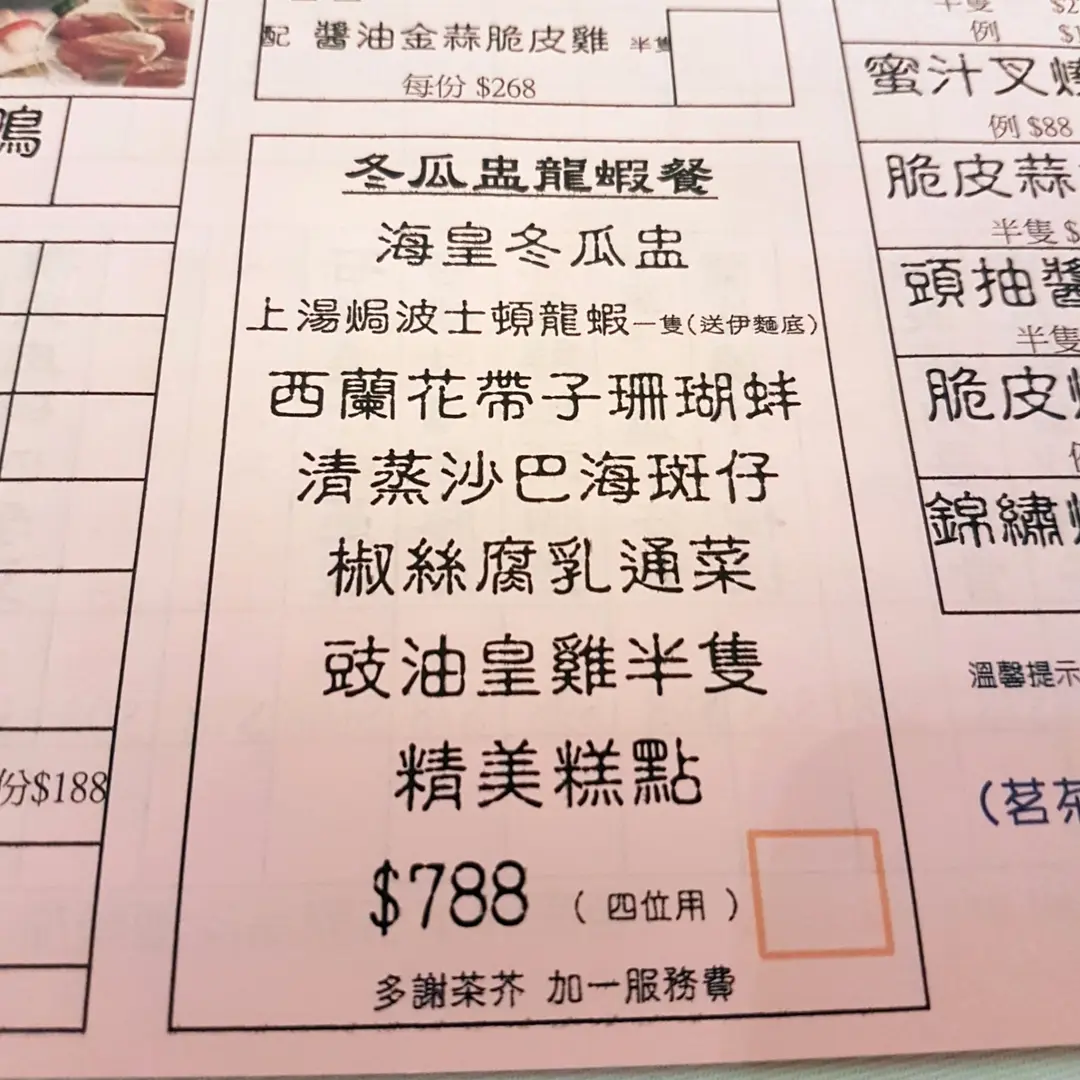 配 醬油金蒜脆皮雞 半隻
每份 $268
冬瓜盅龍蝦餐
海皇冬瓜盅
上湯焗波士頓龍蝦一隻(送伊麵底)
西蘭花帶子珊瑚蚌
清蒸沙巴海斑仔
椒絲腐乳通菜
豉油皇雞半隻
精美糕點
$788 ( 四位用 )
多謝茶芥 加一服務費
份$188
例
蜜汁叉燒
例 $88
脆皮蒜
半隻 $
頭抽醬
半隻
脆皮
錦繡
溫馨提示
(茗茶